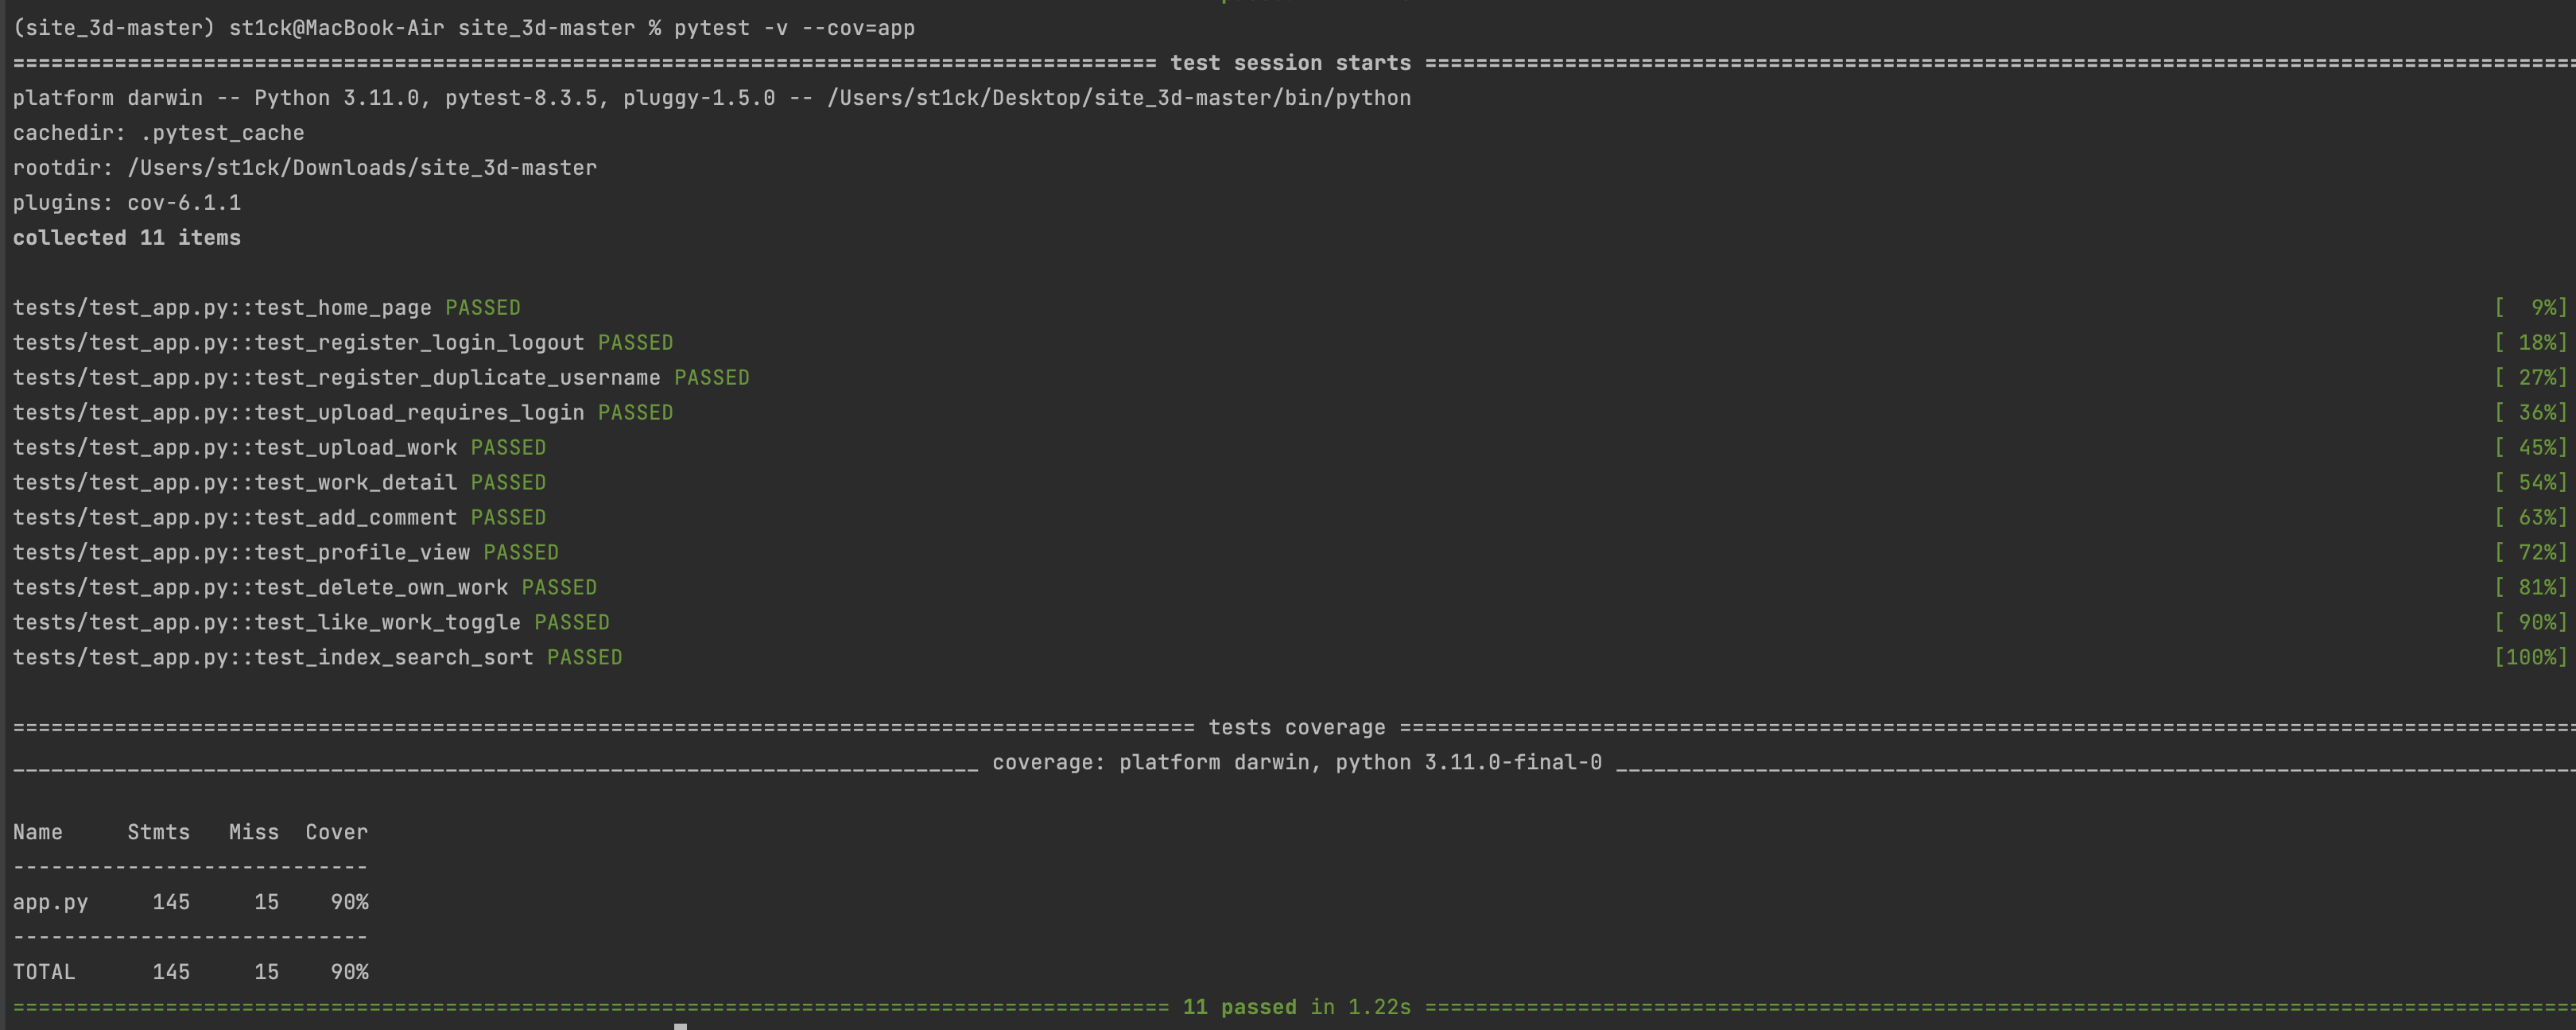 (site_3d-master) st1ck@MacBook-Air site_3d-master % pytest -v --cov=app
========================================================================================== test session starts ===========================================================================================
platform darwin -- Python 3.11.0, pytest-8.3.5, pluggy-1.5.0 -- /Users/st1ck/Desktop/site_3d-master/bin/python
cachedir: .pytest_cache
rootdir: /Users/st1ck/Downloads/site_3d-master
plugins: cov-6.1.1
collected 11 items
tests/test_app.py::test_home_page PASSED [  9%]
tests/test_app.py::test_register_login_logout PASSED [ 18%]
tests/test_app.py::test_register_duplicate_username PASSED [ 27%]
tests/test_app.py::test_upload_requires_login PASSED [ 36%]
tests/test_app.py::test_upload_work PASSED [ 45%]
tests/test_app.py::test_work_detail PASSED [ 54%]
tests/test_app.py::test_add_comment PASSED [ 63%]
tests/test_app.py::test_profile_view PASSED [ 72%]
tests/test_app.py::test_delete_own_work PASSED [ 81%]
tests/test_app.py::test_like_work_toggle PASSED [ 90%]
tests/test_app.py::test_index_search_sort PASSED [100%]
============================================================================================= tests coverage =============================================================================================
____________________________________________________________________________ coverage: platform darwin, python 3.11.0-final-0 ____________________________________________________________________________
Name     Stmts   Miss  Cover
----------------------------
app.py     145     15    90%
----------------------------
TOTAL      145     15    90%
=========================================================================================== 11 passed in 1.22s ===========================================================================================